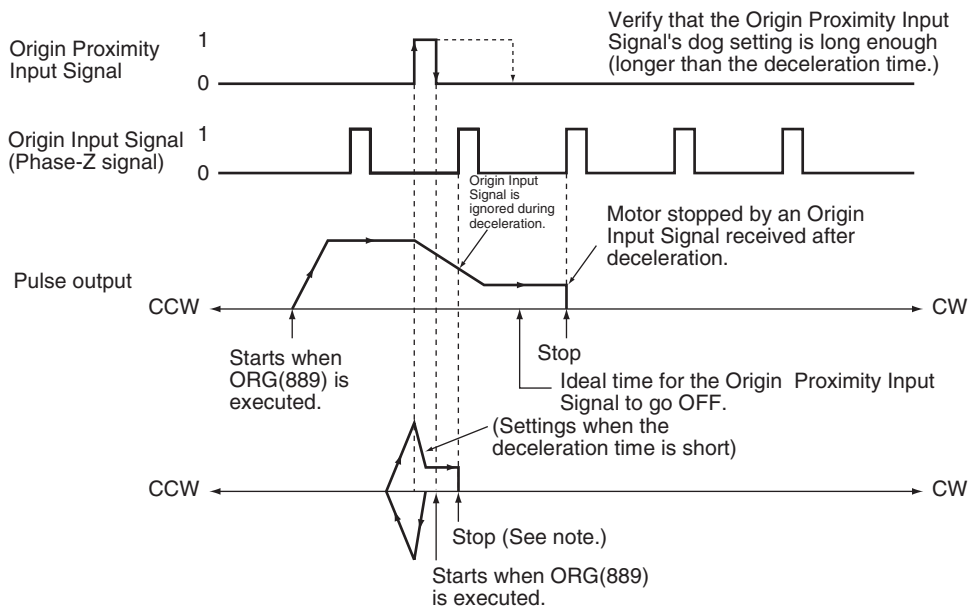 Verify that the Origin Proximity Input
Signal's dog setting is long enough
(longer than the deceleration time.)
Origin Proximity
Input Signal
1
0
Origin Input Signal
(Phase-Z signal)
1
0
Origin Input
Signal is
ignored during
deceleration.
Motor stopped by an Origin
Input Signal received after
deceleration.
Pulse output
CCW
CW
Starts when
ORG(889) is
executed.
Stop
Ideal time for the Origin Proximity Input
Signal to go OFF.
(Settings when the
deceleration time is short)
CCW
CW
Stop (See note.)
Starts when ORG(889)
is executed.